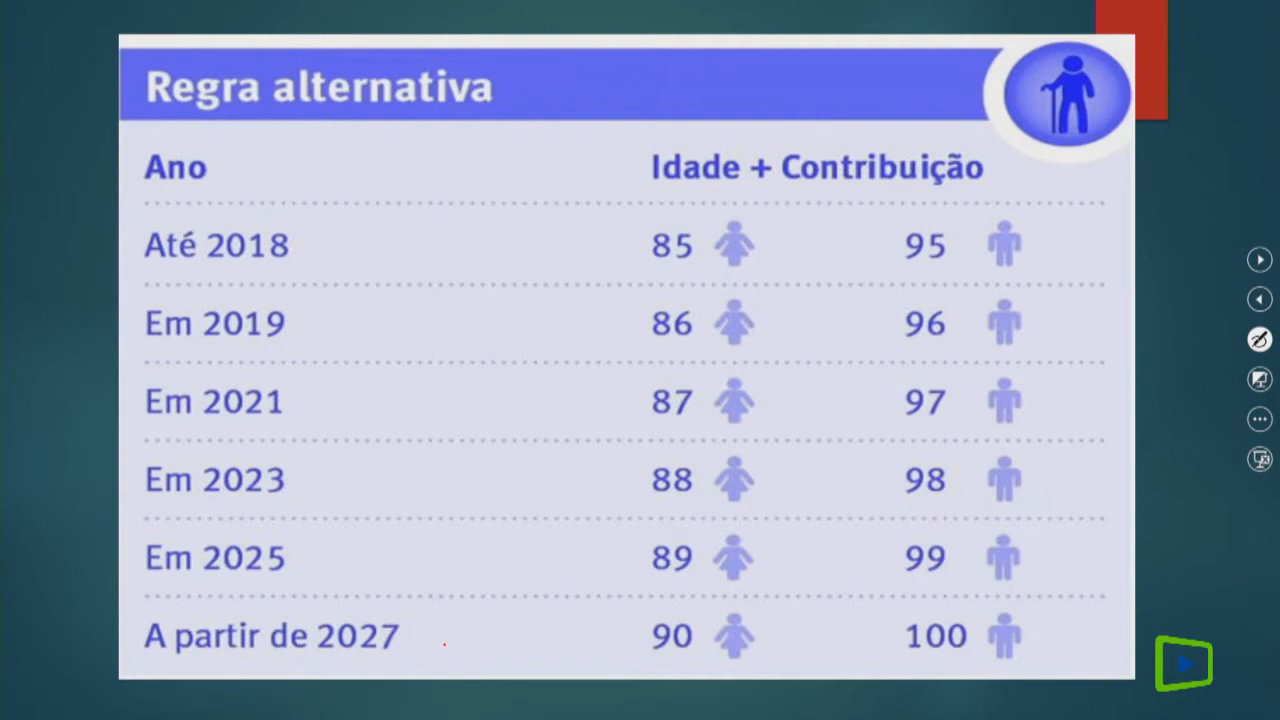 Regra alternativa
Ano Idade + Contribuição
Até 2018 85 95
Em 2019 86 96
Em 2021 87 97
Em 2023 88 98
Em 2025 89 99
A partir de 2027 90 100